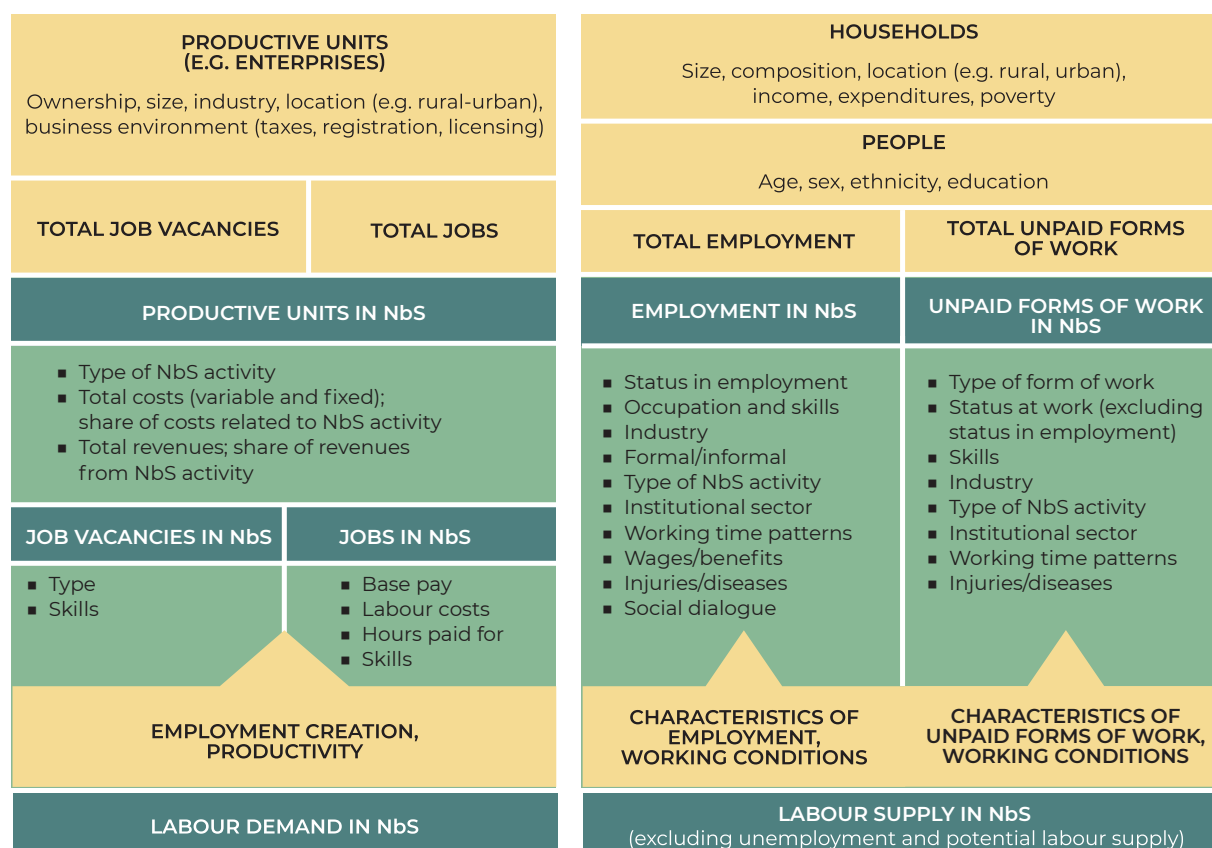 PRODUCTIVE UNITS
(E.G. ENTERPRISES)
Ownership, size, industry, location (e.g. rural-urban),
business environment (taxes, registration, licensing)
TOTAL JOB VACANCIES
TOTAL JOBS
PRODUCTIVE UNITS IN NbS
▪ Type of NbS activity
▪ Total costs (variable and fixed);
share of costs related to NbS activity
▪ Total revenues; share of revenues
from NbS activity
JOB VACANCIES IN NbS
▪ Type
▪ Skills
JOBS IN NbS
▪ Base pay
▪ Labour costs
▪ Hours paid for
▪ Skills
EMPLOYMENT CREATION,
PRODUCTIVITY
LABOUR DEMAND IN NbS
HOUSEHOLDS
Size, composition, location (e.g. rural, urban),
income, expenditures, poverty
PEOPLE
Age, sex, ethnicity, education
TOTAL EMPLOYMENT
TOTAL UNPAID FORMS
OF WORK
EMPLOYMENT IN NbS
▪ Status in employment
▪ Occupation and skills
▪ Industry
▪ Formal/informal
▪ Type of NbS activity
▪ Institutional sector
▪ Working time patterns
▪ Wages/benefits
▪ Injuries/diseases
▪ Social dialogue
CHARACTERISTICS OF
EMPLOYMENT,
WORKING CONDITIONS
UNPAID FORMS OF WORK
IN NbS
▪ Type of form of work
▪ Status at work (excluding
status in employment)
▪ Skills
▪ Industry
▪ Type of NbS activity
▪ Institutional sector
▪ Working time patterns
▪ Injuries/diseases
CHARACTERISTICS OF
UNPAID FORMS OF WORK,
WORKING CONDITIONS
LABOUR SUPPLY IN NbS
(excluding unemployment and potential labour supply)